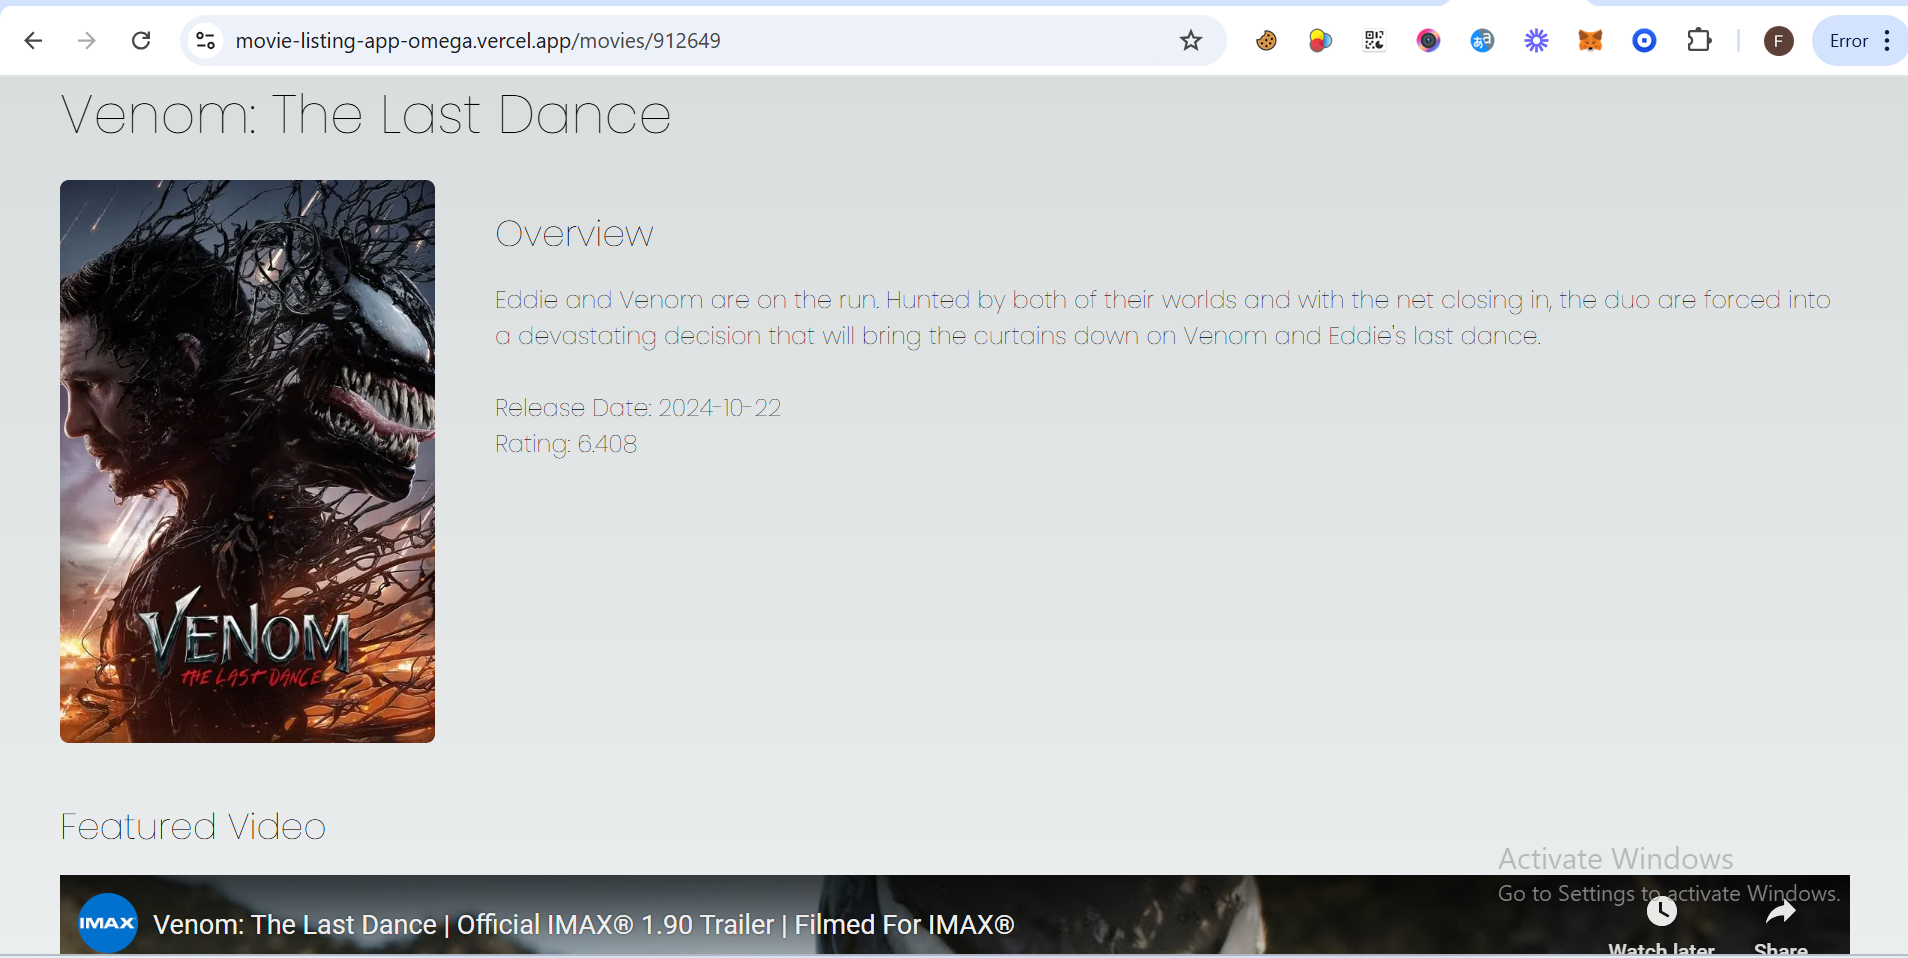 movie-listing-app-omega.vercel.app/movies/912649
F
Error
Venom: The Last Dance
Overview
Eddie and Venom are on the run. Hunted by both of their worlds and with the net closing in, the duo are forced into
a devastating decision that will bring the curtains down on Venom and Eddie's last dance.
Release Date: 2024-10-22
Rating: 6.408
VENOM
THE LAST DANCE
Featured Video
Activate Windows
Go to Settings to activate Windows.
IMAX
Venom: The Last Dance | Official IMAX® 1.90 Trailer | Filmed For IMAX®
Watch later
Share